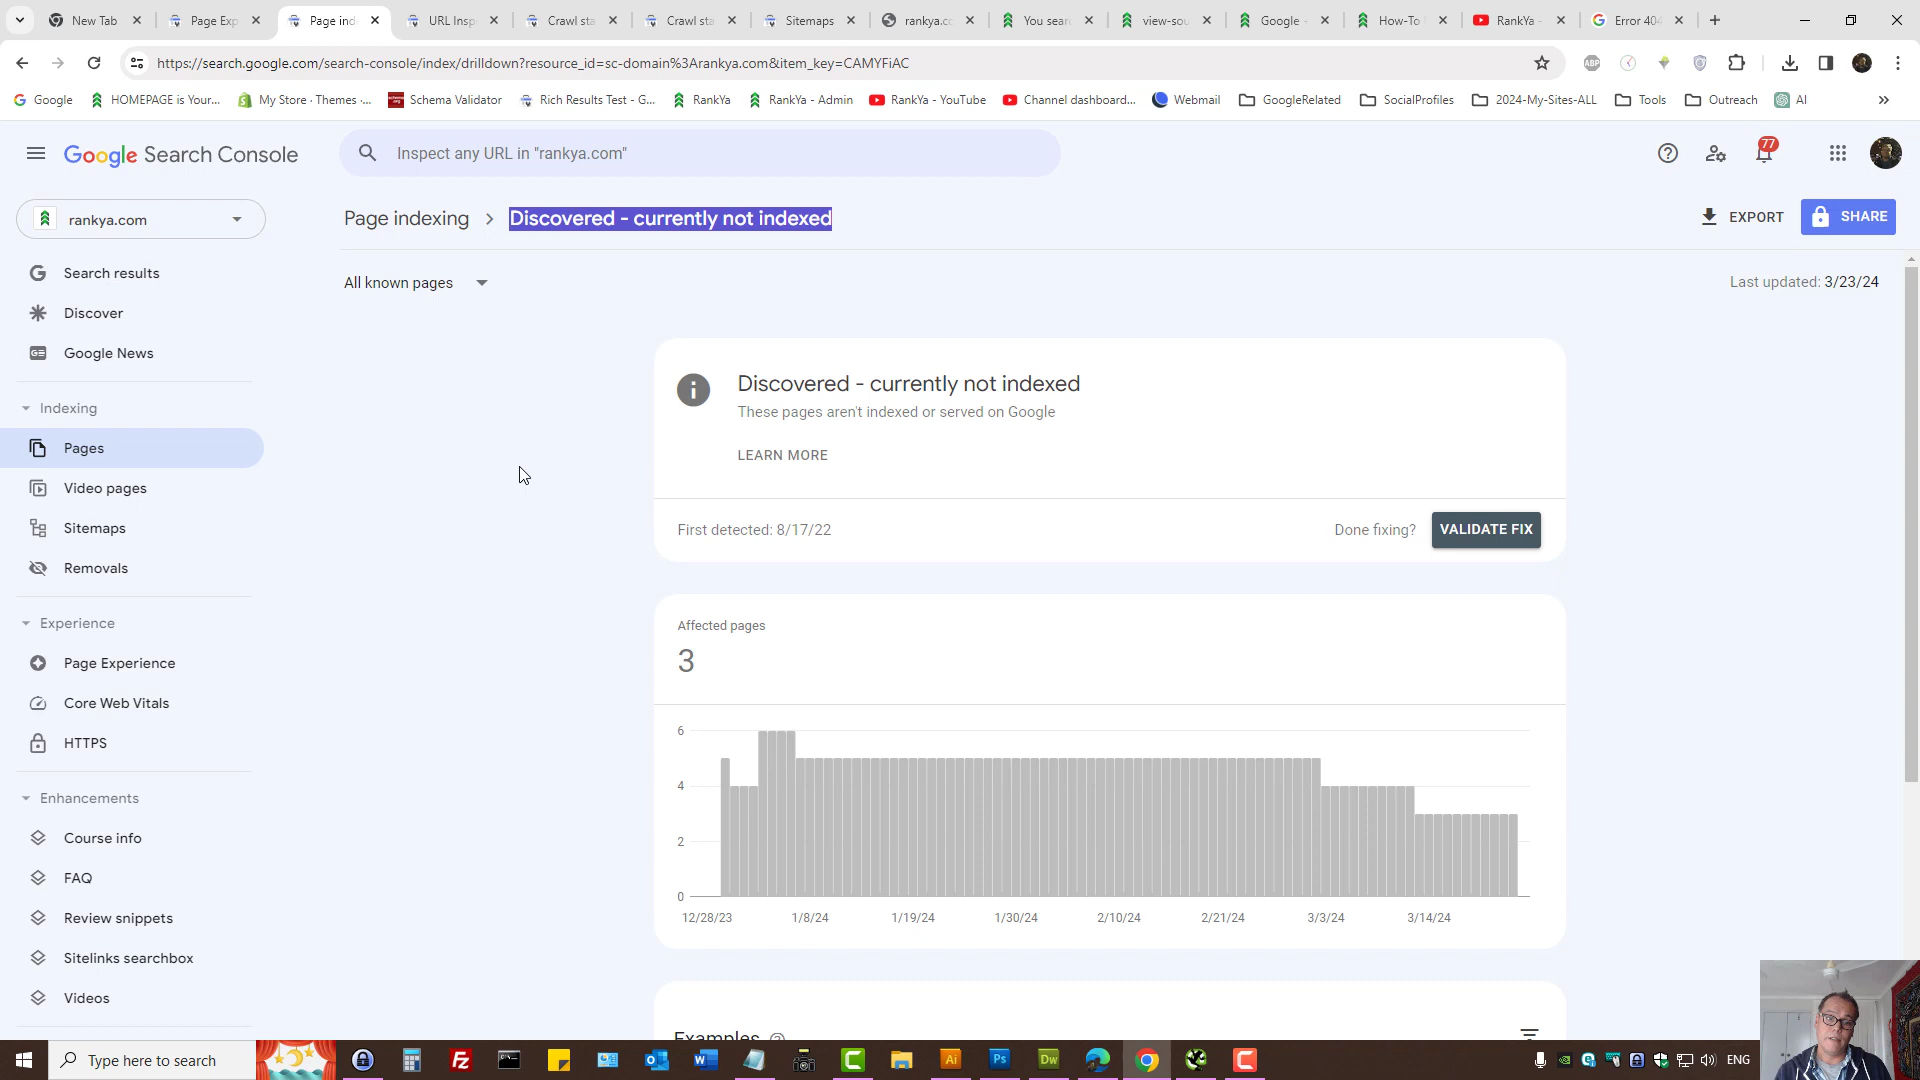 New Tab
Page Exp
Page ind
URL Insp
Crawl sta
Crawl sta
Sitemaps
rankya.co
You sear
view-sou
Google -
How-To
RankYa -
Error 404
https://search.google.com/search-console/index/drilldown?resource_id=sc-domain%3Arankya.com&item_key=CAMYFiAC
ABP
Google
HOMEPAGE is Your...
My Store · Themes ·...
Schema Validator
Rich Results Test - G...
RankYa
RankYa - Admin
RankYa - YouTube
Channel dashboard...
Webmail
GoogleRelated
SocialProfiles
2024-My-Sites-ALL
Tools
Outreach
AI
Google Search Console
Inspect any URL in "rankya.com"
77
rankya.com
Page indexing
Discovered - currently not indexed
EXPORT
SHARE
Search results
Discover
Google News
Indexing
Pages
Video pages
Sitemaps
Removals
Experience
Page Experience
Core Web Vitals
HTTPS
Enhancements
Course info
FAQ
Review snippets
Sitelinks searchbox
Videos
All known pages
Last updated: 3/23/24
Discovered - currently not indexed
These pages aren't indexed or served on Google
LEARN MORE
First detected: 8/17/22
Done fixing?
VALIDATE FIX
Affected pages
3
6
4
2
0
12/28/23
1/8/24
1/19/24
1/30/24
2/10/24
2/21/24
3/3/24
3/14/24
Examples
Type here to search
Fz
Ai
Ps
Dw
ENG